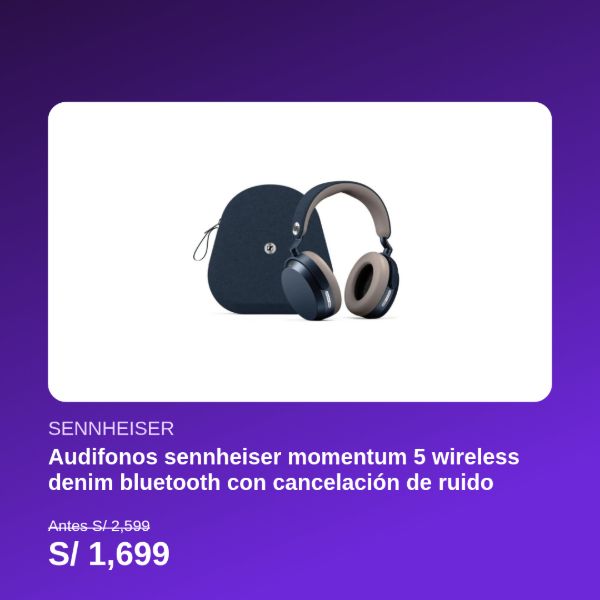 SENNHEISER
Audifonos sennheiser momentum 5 wireless
denim bluetooth con cancelación de ruido
Antes S/ 2,599
S/ 1,699